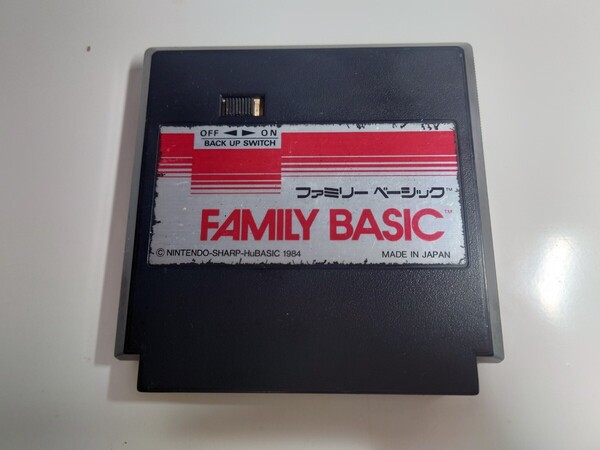 OFF ◀ ▶ ON
BACK UP SWITCH
ファミリー ベーシック™
FAMILY BASIC™
© NINTENDO-SHARP-HuBASIC 1984 MADE IN JAPAN